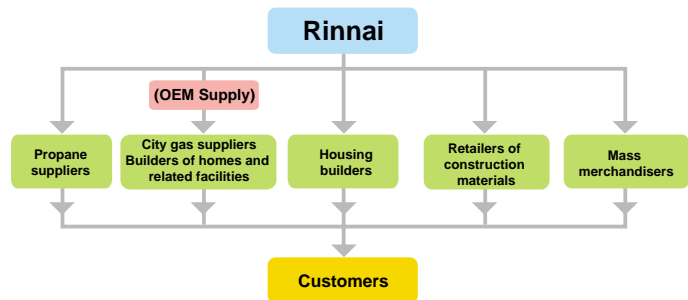 Rinnai
(OEM Supply)
Propane
suppliers
City gas suppliers
Builders of homes and
related facilities
Housing
builders
Retailers of
construction
materials
Mass
merchandisers
Customers